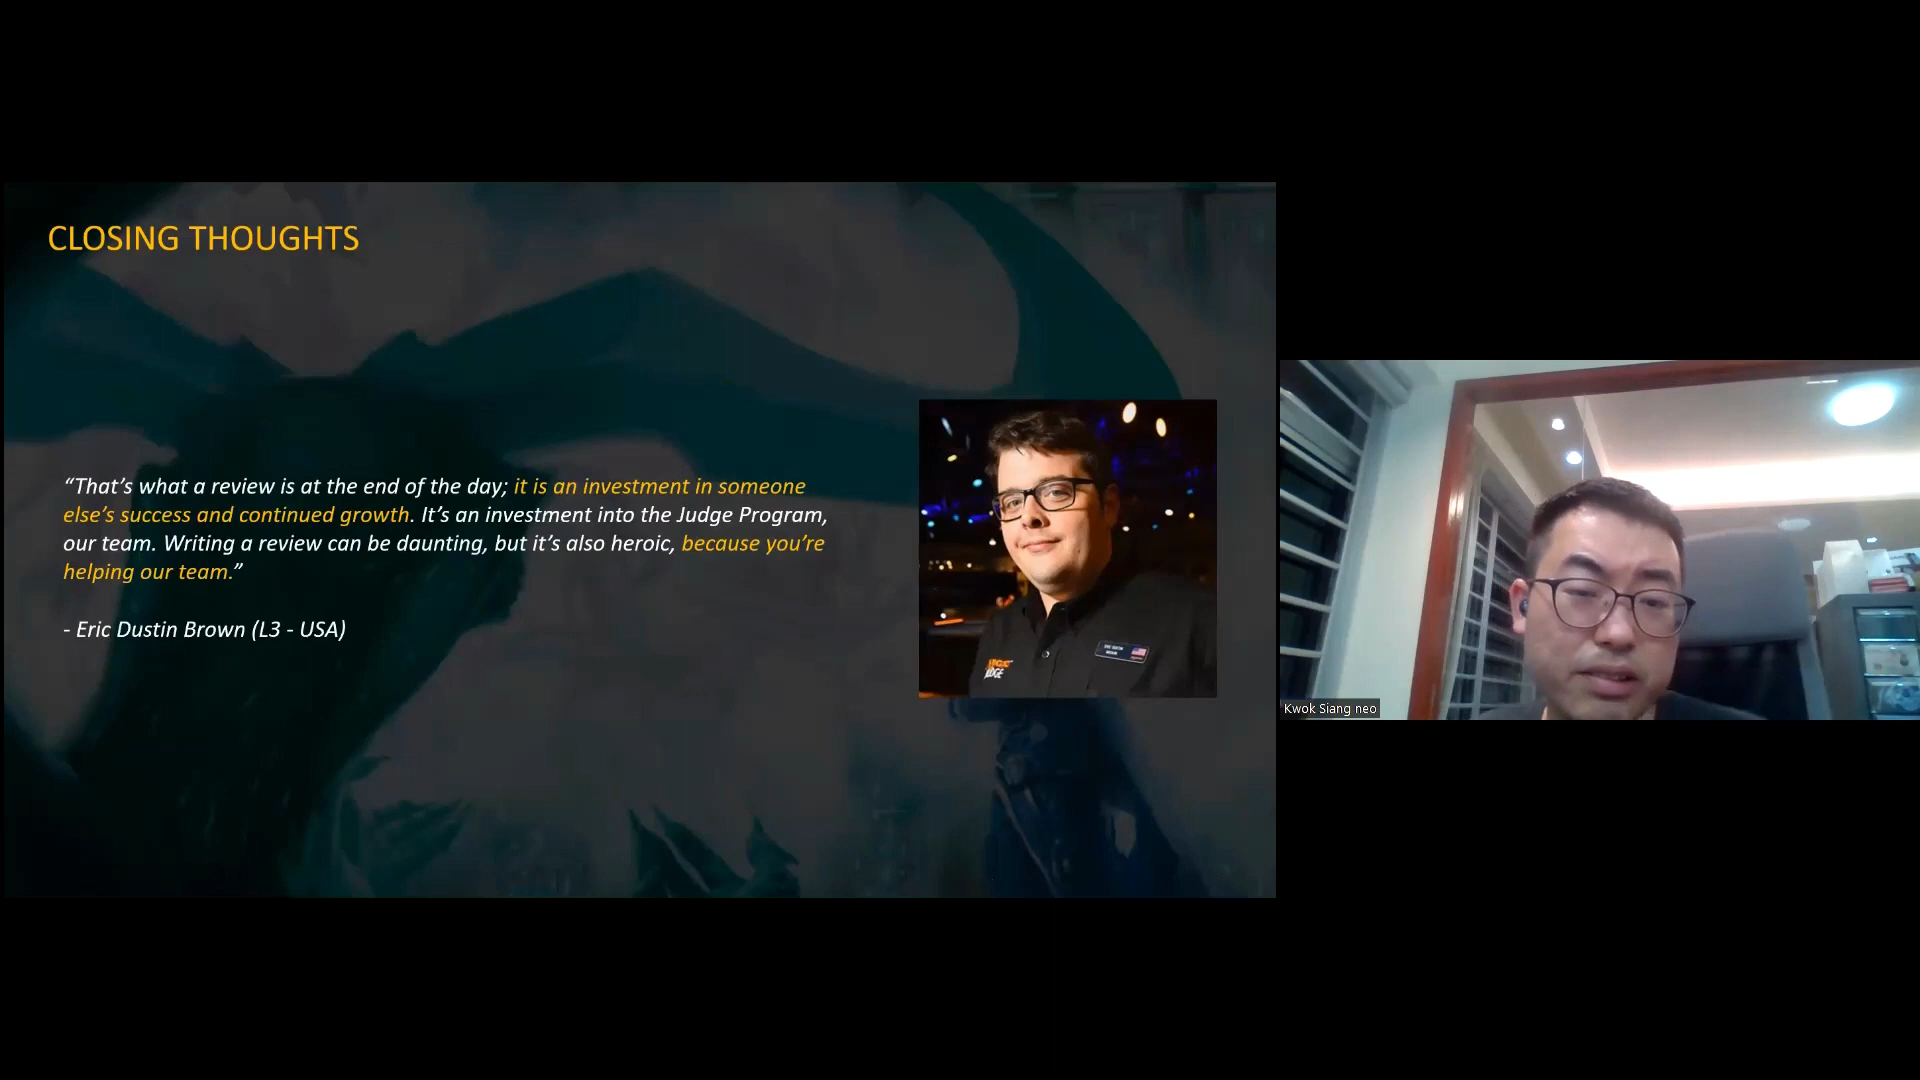 CLOSING THOUGHTS
“That’s what a review is at the end of the day; it is an investment in someone
else’s success and continued growth. It’s an investment into the Judge Program,
our team. Writing a review can be daunting, but it’s also heroic, because you’re
helping our team.”
- Eric Dustin Brown (L3 - USA)
JUDGE
Kwok Siang neo